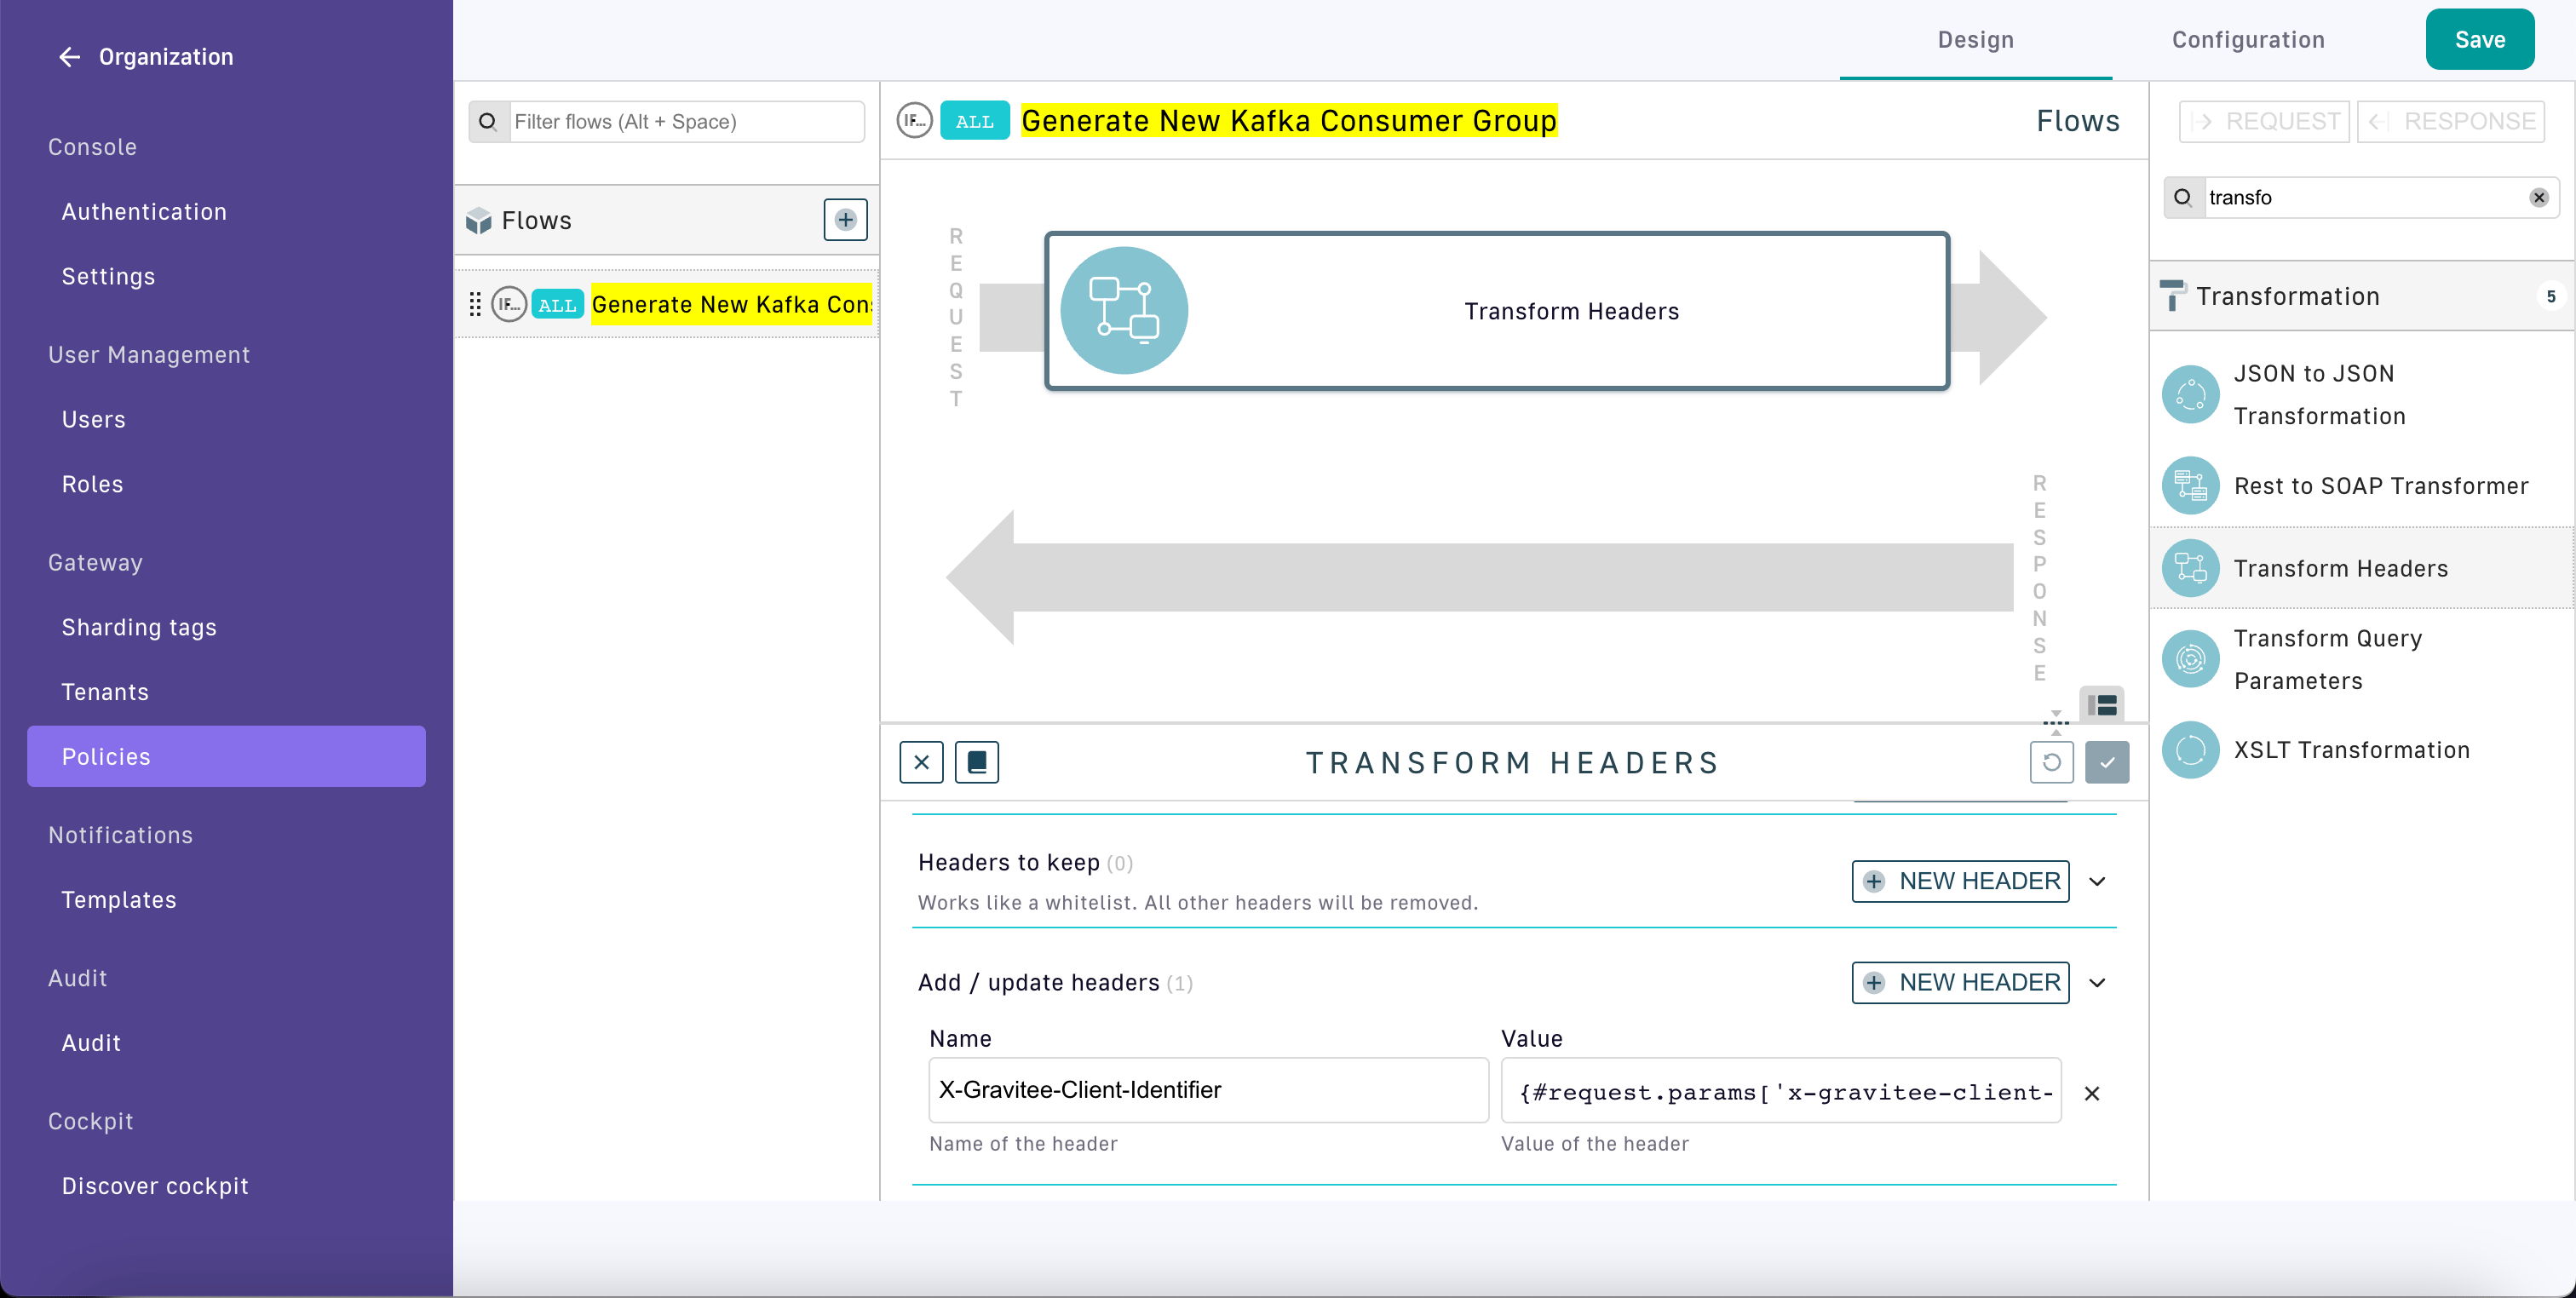 Organization
Console
Authentication
Settings
User Management
Users
Roles
Gateway
Sharding tags
Tenants
Policies
Notifications
Templates
Audit
Audit
Cockpit
Discover cockpit
Design
Configuration
Save
Filter flows (Alt + Space)
Flows
IF... ALL Generate New Kafka Con
IF... ALL Generate New Kafka Consumer Group
Flows
REQUEST
Transform Headers
RESPONSE
TRANSFORM HEADERS
Headers to keep (0)
NEW HEADER
Works like a whitelist. All other headers will be removed.
Add / update headers (1)
NEW HEADER
Name
Value
X-Gravitee-Client-Identifier
{#request.params['x-gravitee-client-
Name of the header
Value of the header
REQUEST
RESPONSE
transfo
Transformation
5
JSON to JSON
Transformation
Rest to SOAP Transformer
Transform Headers
Transform Query
Parameters
XSLT Transformation